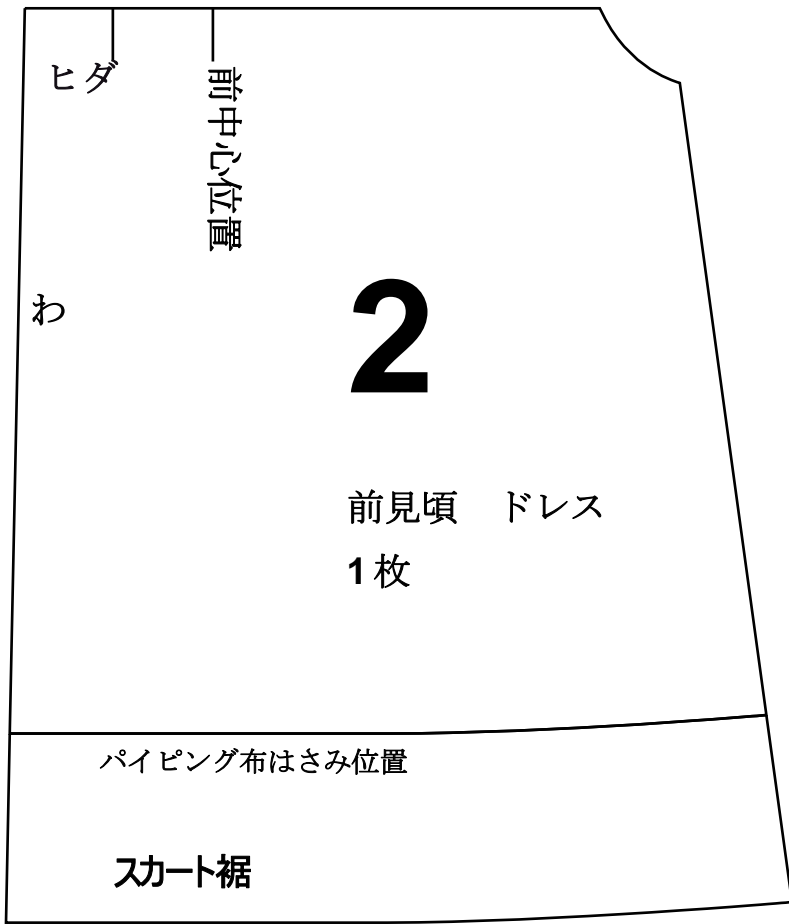 ヒダ
前中心位置
わ
2
前見頃　ドレス
1枚
パイピング布はさみ位置
スカート裾